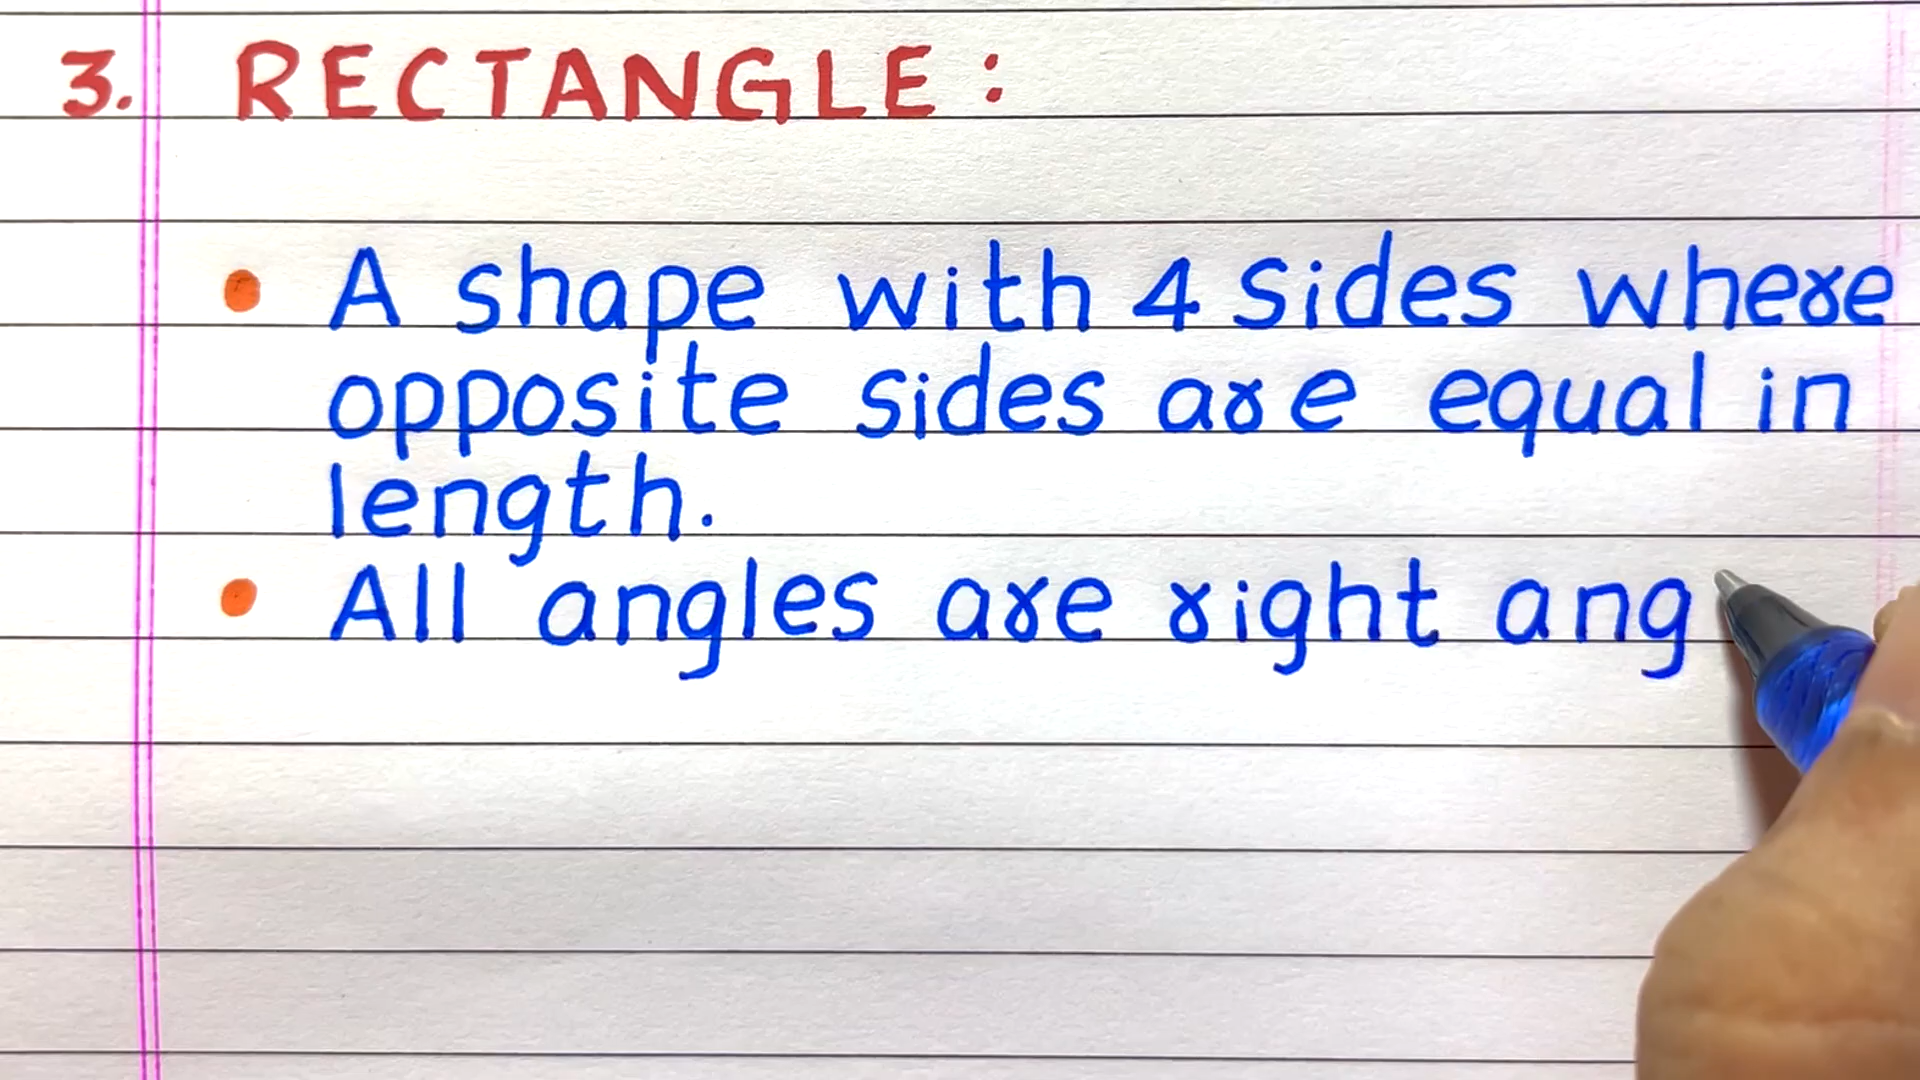 3. RECTANGLE:
• A shape with 4 sides where
opposite sides are equal in
length.
• All angles are right ang